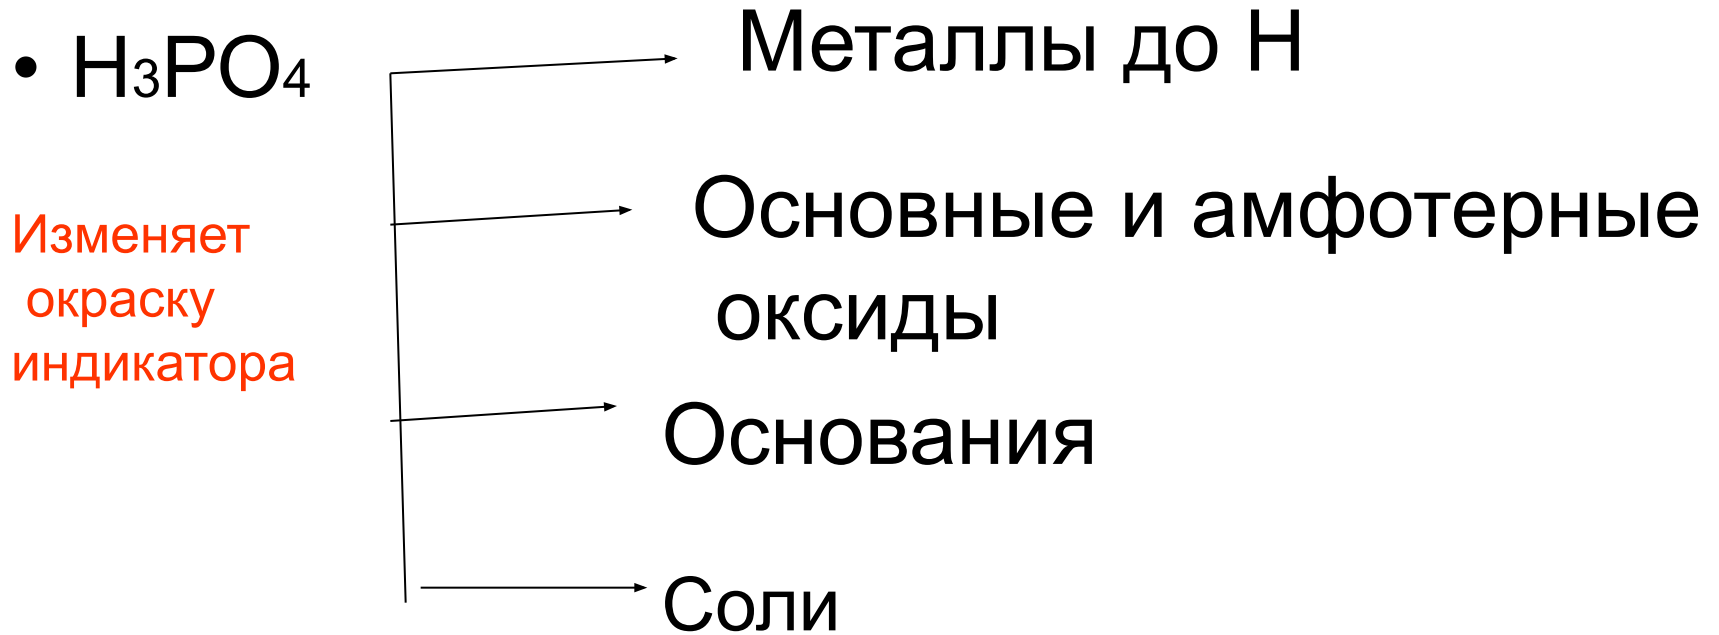 • H₃PO₄
Металлы до Н
Изменяет
окраску
индикатора
Основные и амфотерные
оксиды
Основания
Соли